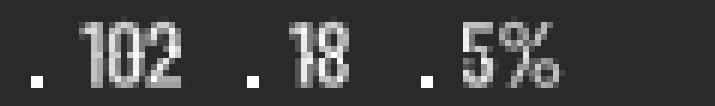 . 102 . 18 . 5%